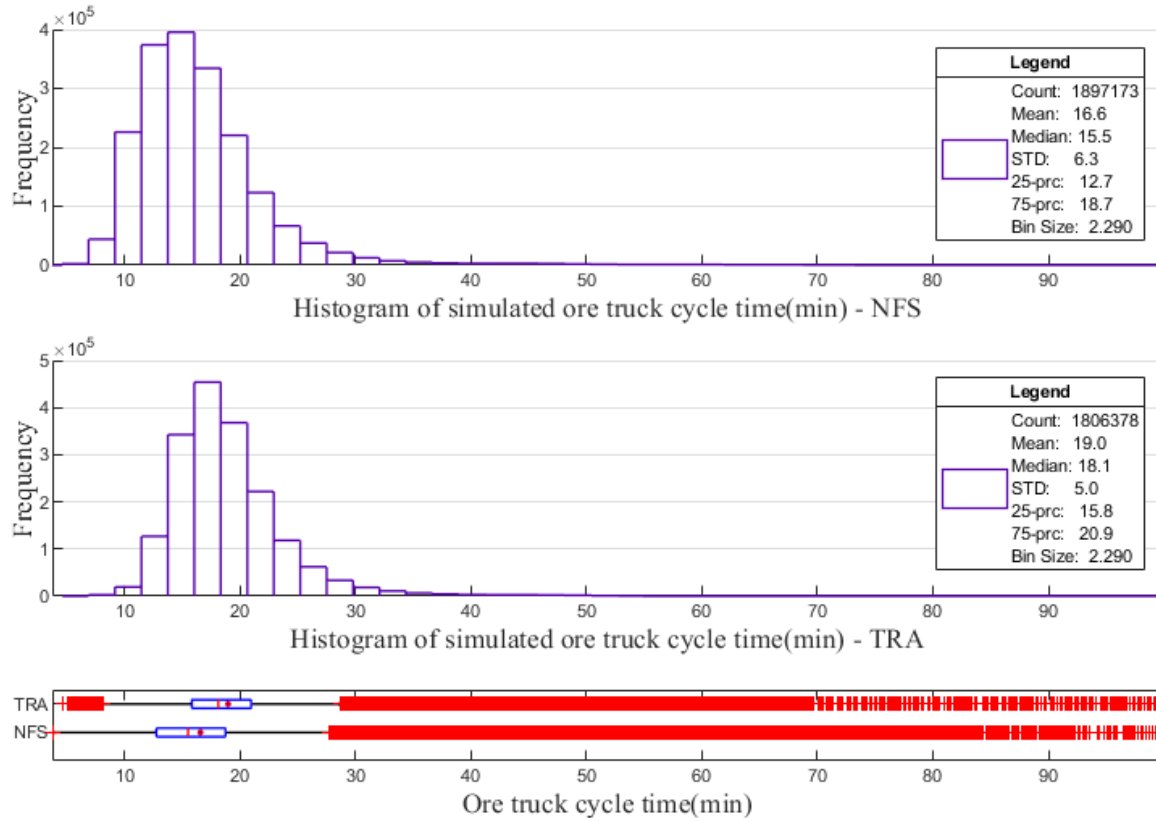 ×10^5
4
3
2
1
0
Frequency
Legend
Count: 1897173
Mean: 16.6
Median: 15.5
STD: 6.3
25-prc: 12.7
75-prc: 18.7
Bin Size: 2.290
10 20 30 40 50 60 70 80 90
Histogram of simulated ore truck cycle time(min) - NFS
×10^5
5
4
3
2
1
0
Frequency
Legend
Count: 1806378
Mean: 19.0
Median: 18.1
STD: 5.0
25-prc: 15.8
75-prc: 20.9
Bin Size: 2.290
10 20 30 40 50 60 70 80 90
Histogram of simulated ore truck cycle time(min) - TRA
TRA
NFS
10 20 30 40 50 60 70 80 90
Ore truck cycle time(min)